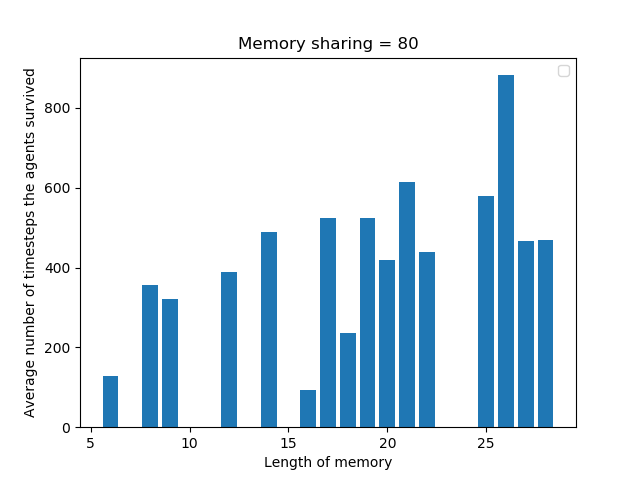 Memory sharing = 80
Average number of timesteps the agents survived
800
600
400
200
0
5 10 15 20 25
Length of memory